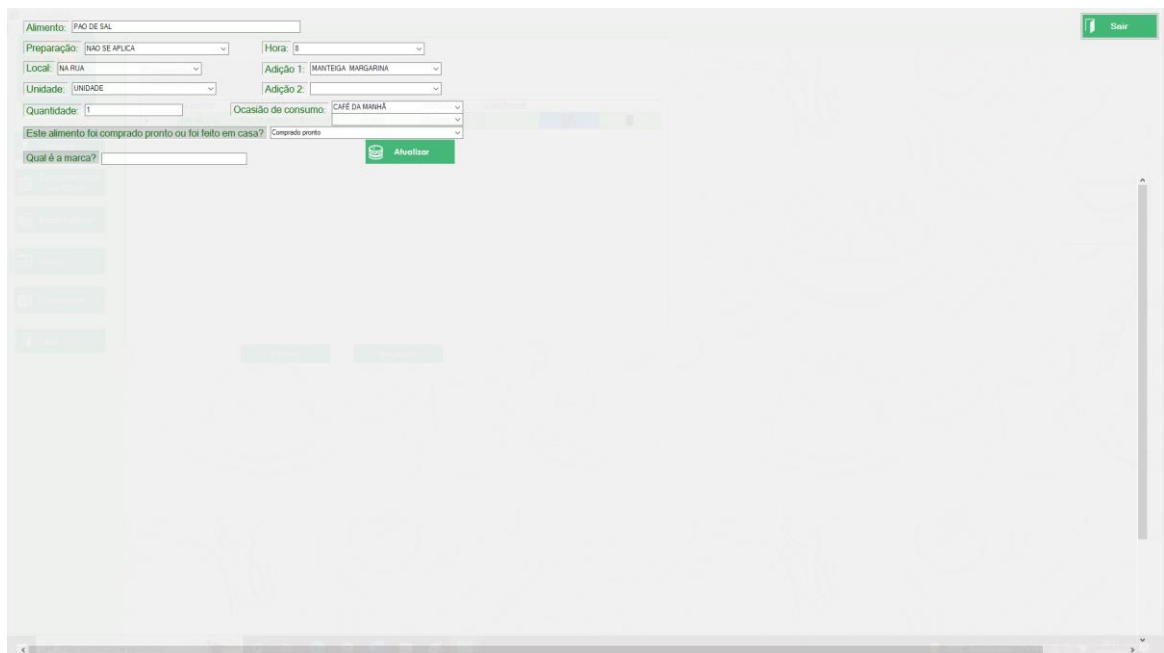 Alimento: PAO DE SAL
Sair
Preparação: NAO SE APLICA Hora: 8
Local: NA RUA Adição 1: MANTEIGA MARGARINA
Unidade: UNIDADE Adição 2:
Quantidade: 1 Ocasião de consumo: CAFÉ DA MANHÃ
Este alimento foi comprado pronto ou foi feito em casa? Comprado pronto
Qual é a marca? Atualizar